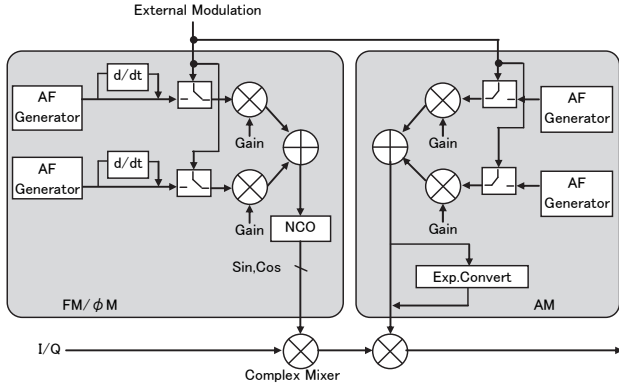 External Modulation
d/dt
AF
Generator
Gain
d/dt
AF
Generator
Gain
NCO
Sin,Cos
FM/φM
AF
Generator
Gain
AF
Generator
Gain
Exp.Convert
AM
I/Q
Complex Mixer